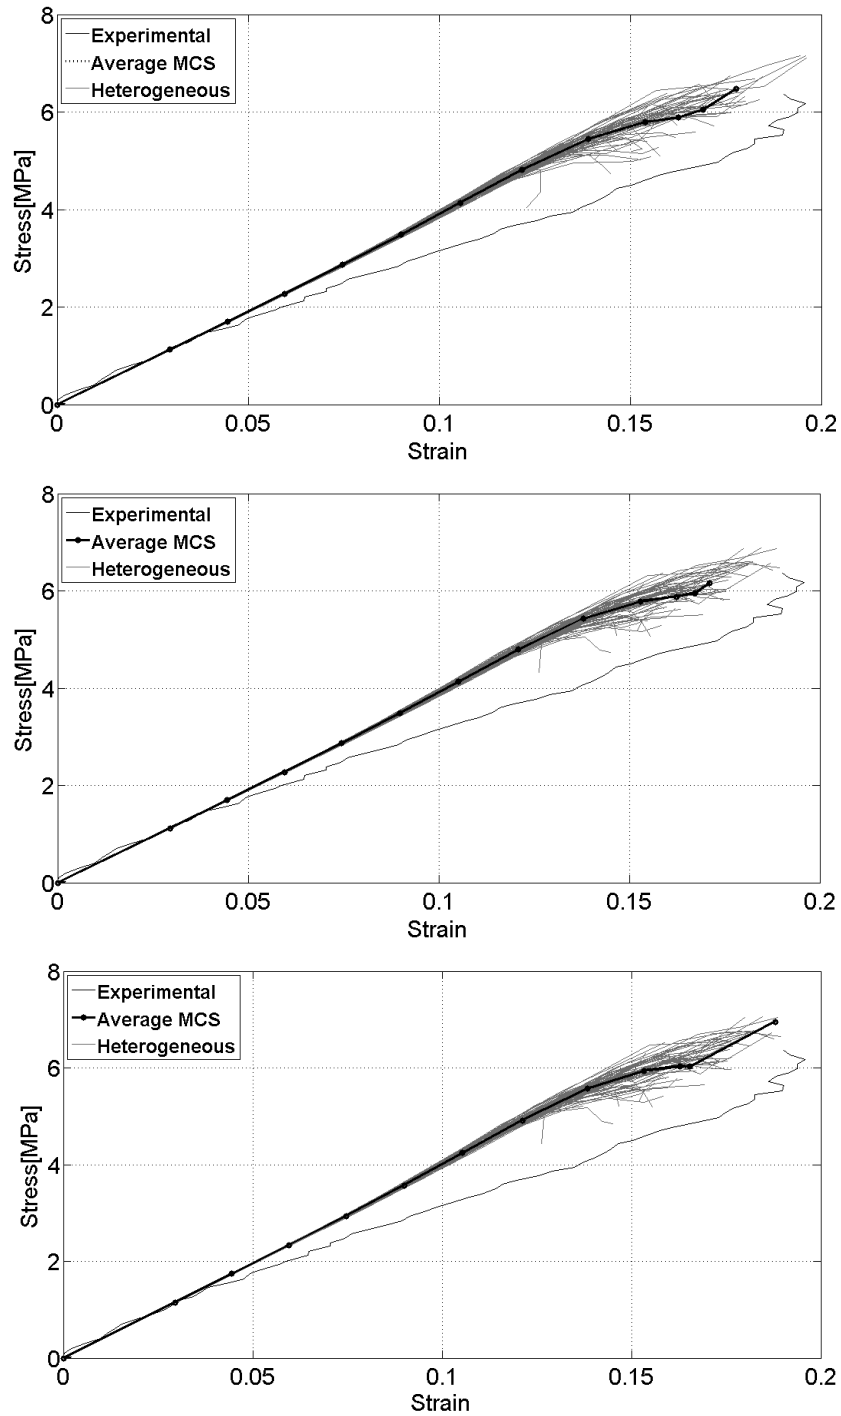 8
Experimental
Average MCS
Heterogeneous
6
4
2
0
Stress[MPa]
0 0.05 0.1 0.15 0.2
Strain
8
Experimental
Average MCS
Heterogeneous
6
4
2
0
Stress[MPa]
0 0.05 0.1 0.15 0.2
Strain
8
Experimental
Average MCS
Heterogeneous
6
4
2
0
Stress[MPa]
0 0.05 0.1 0.15 0.2
Strain